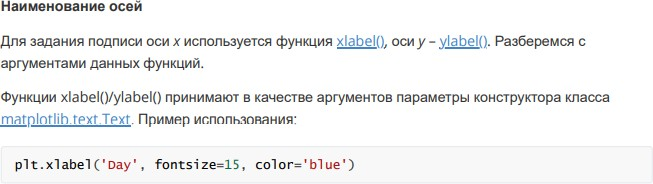 Наименование осей
Для задания подписи оси x используется функция xlabel(), оси y – ylabel(). Разберемся с
аргументами данных функций.
Функции xlabel()/ylabel() принимают в качестве аргументов параметры конструктора класса
matplotlib.text.Text. Пример использования:
plt.xlabel('Day', fontsize=15, color='blue')